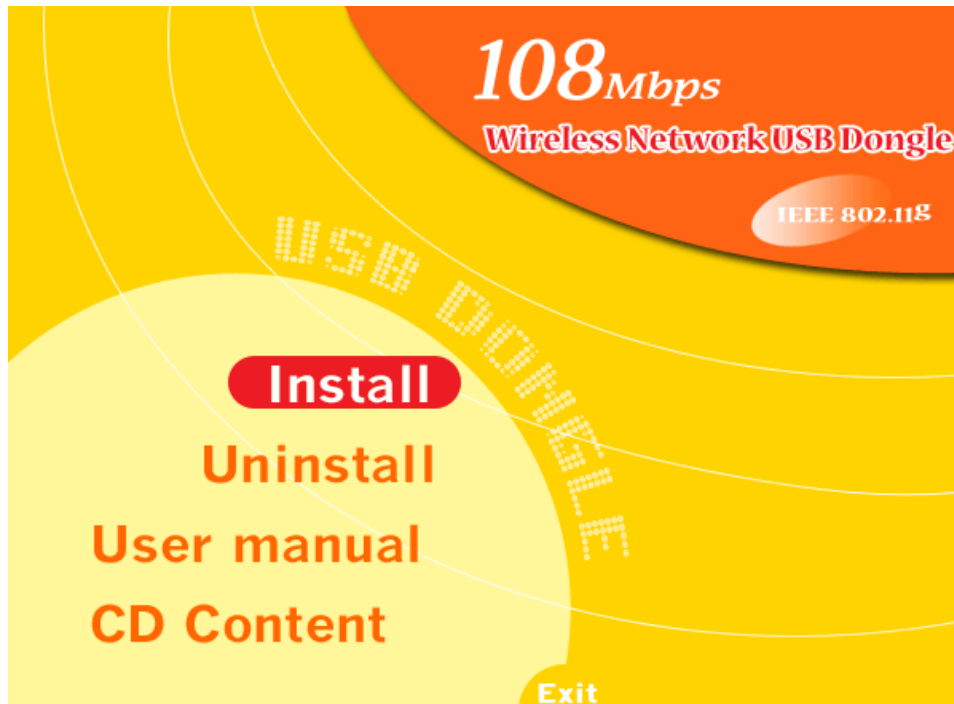 108Mbps
Wireless Network USB Dongle
IEEE 802.11g
USB DONGLE
Install
Uninstall
User manual
CD Content
Exit